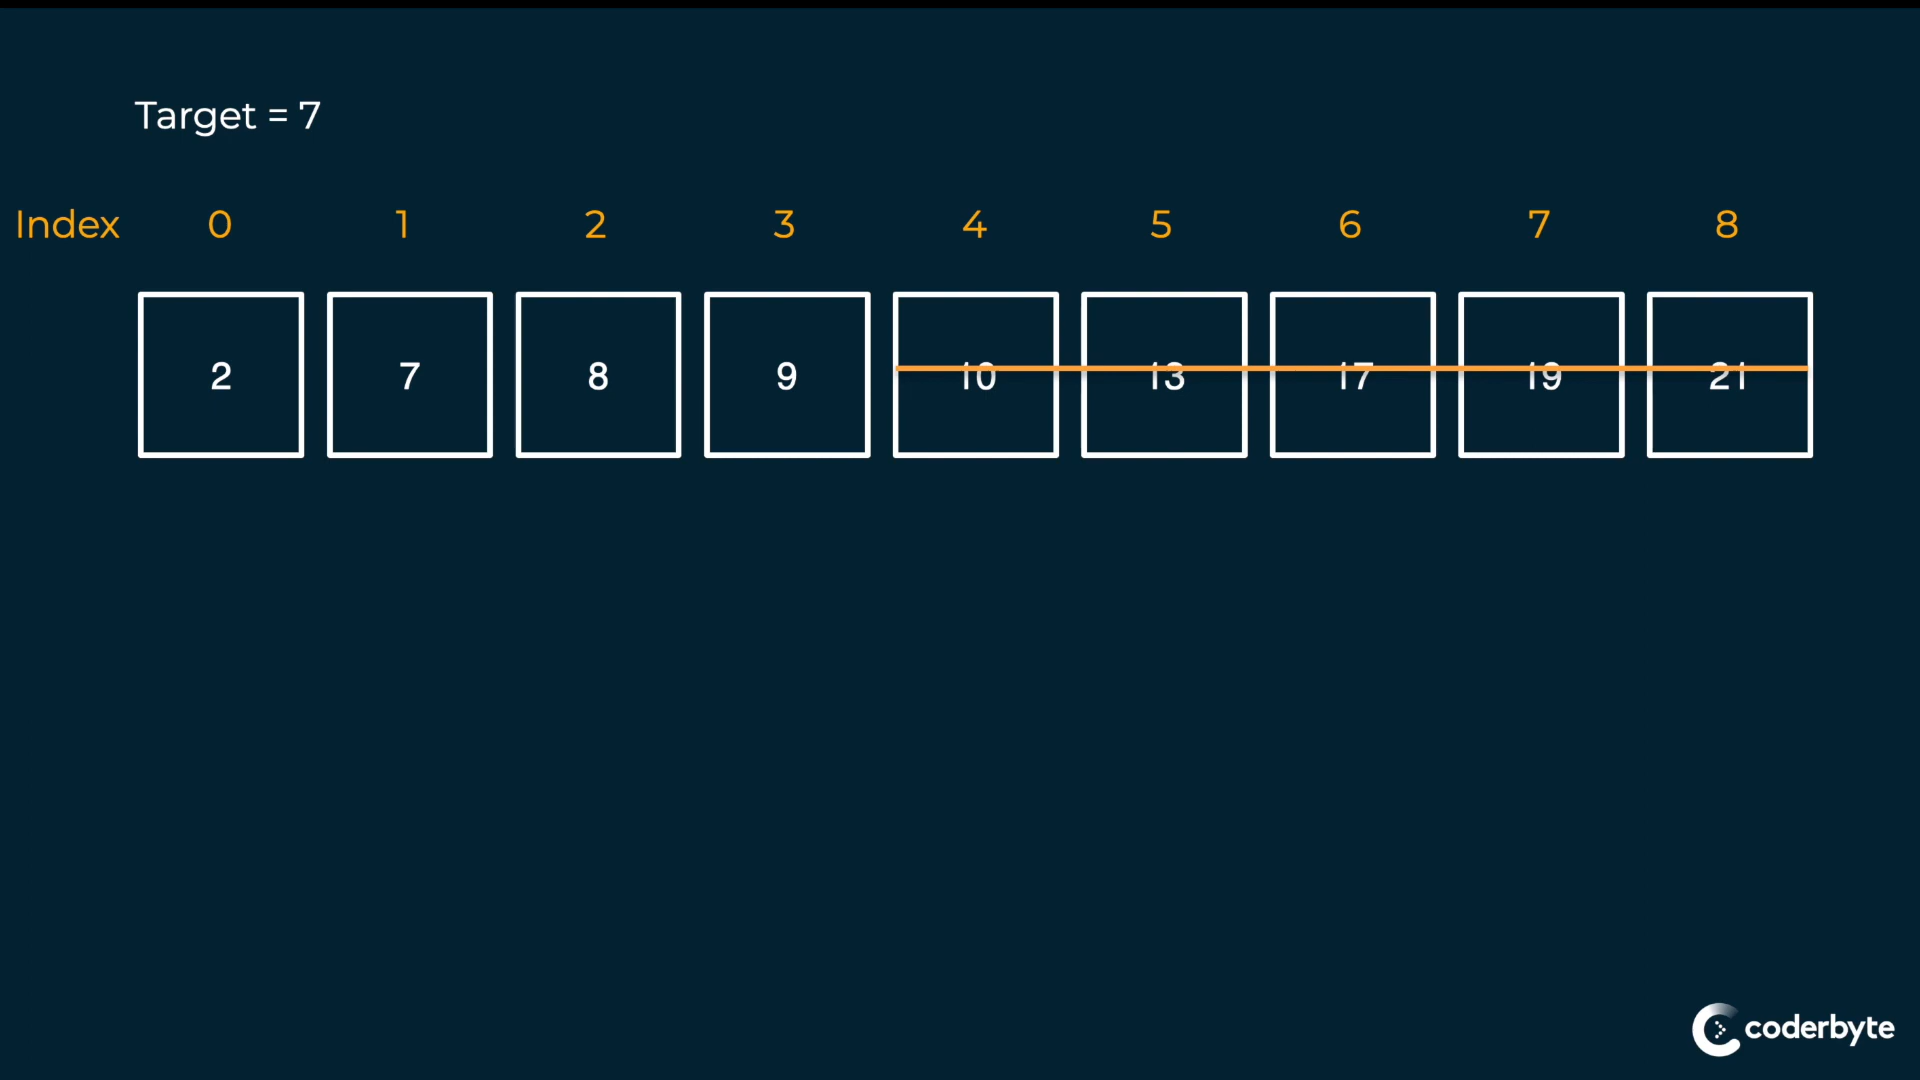 Target = 7
Index 0 1 2 3 4 5 6 7 8
2 7 8 9 10 13 17 19 21
coderbyte